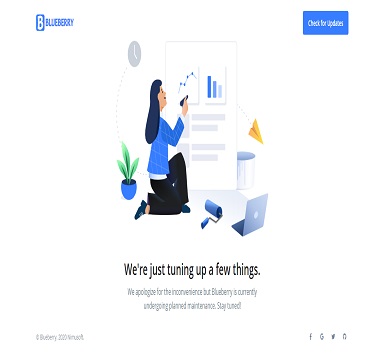 BLUEBERRY
Check for Updates
We're just tuning up a few things.
We apologize for the inconvenience but Blueberry is currently
undergoing planned maintenance. Stay tuned!
© Blueberry. 2020 Nimusoft.